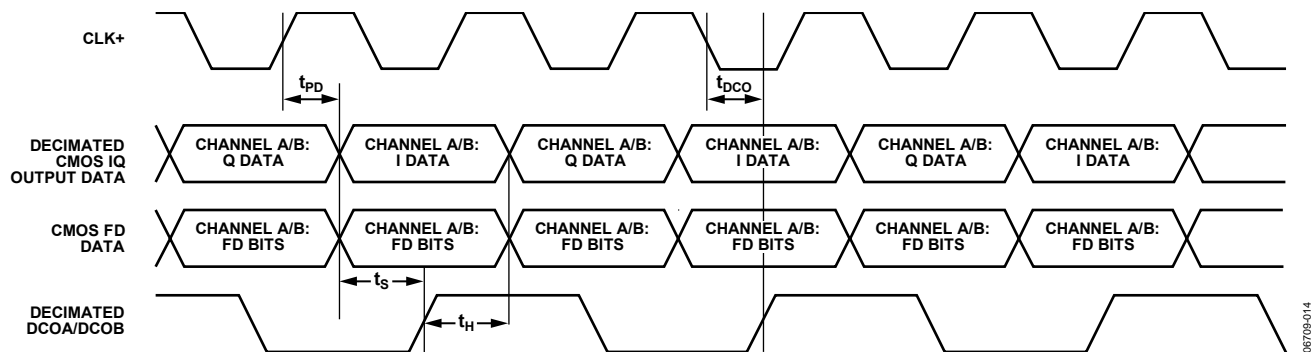 CLK+
tPD
tDCO
DECIMATED
CMOS IQ
OUTPUT DATA
CHANNEL A/B:
Q DATA
CHANNEL A/B:
I DATA
CHANNEL A/B:
Q DATA
CHANNEL A/B:
I DATA
CHANNEL A/B:
Q DATA
CHANNEL A/B:
I DATA
CMOS FD
DATA
CHANNEL A/B:
FD BITS
CHANNEL A/B:
FD BITS
CHANNEL A/B:
FD BITS
CHANNEL A/B:
FD BITS
CHANNEL A/B:
FD BITS
CHANNEL A/B:
FD BITS
tS
tH
DECIMATED
DCOA/DCOB
06709-014